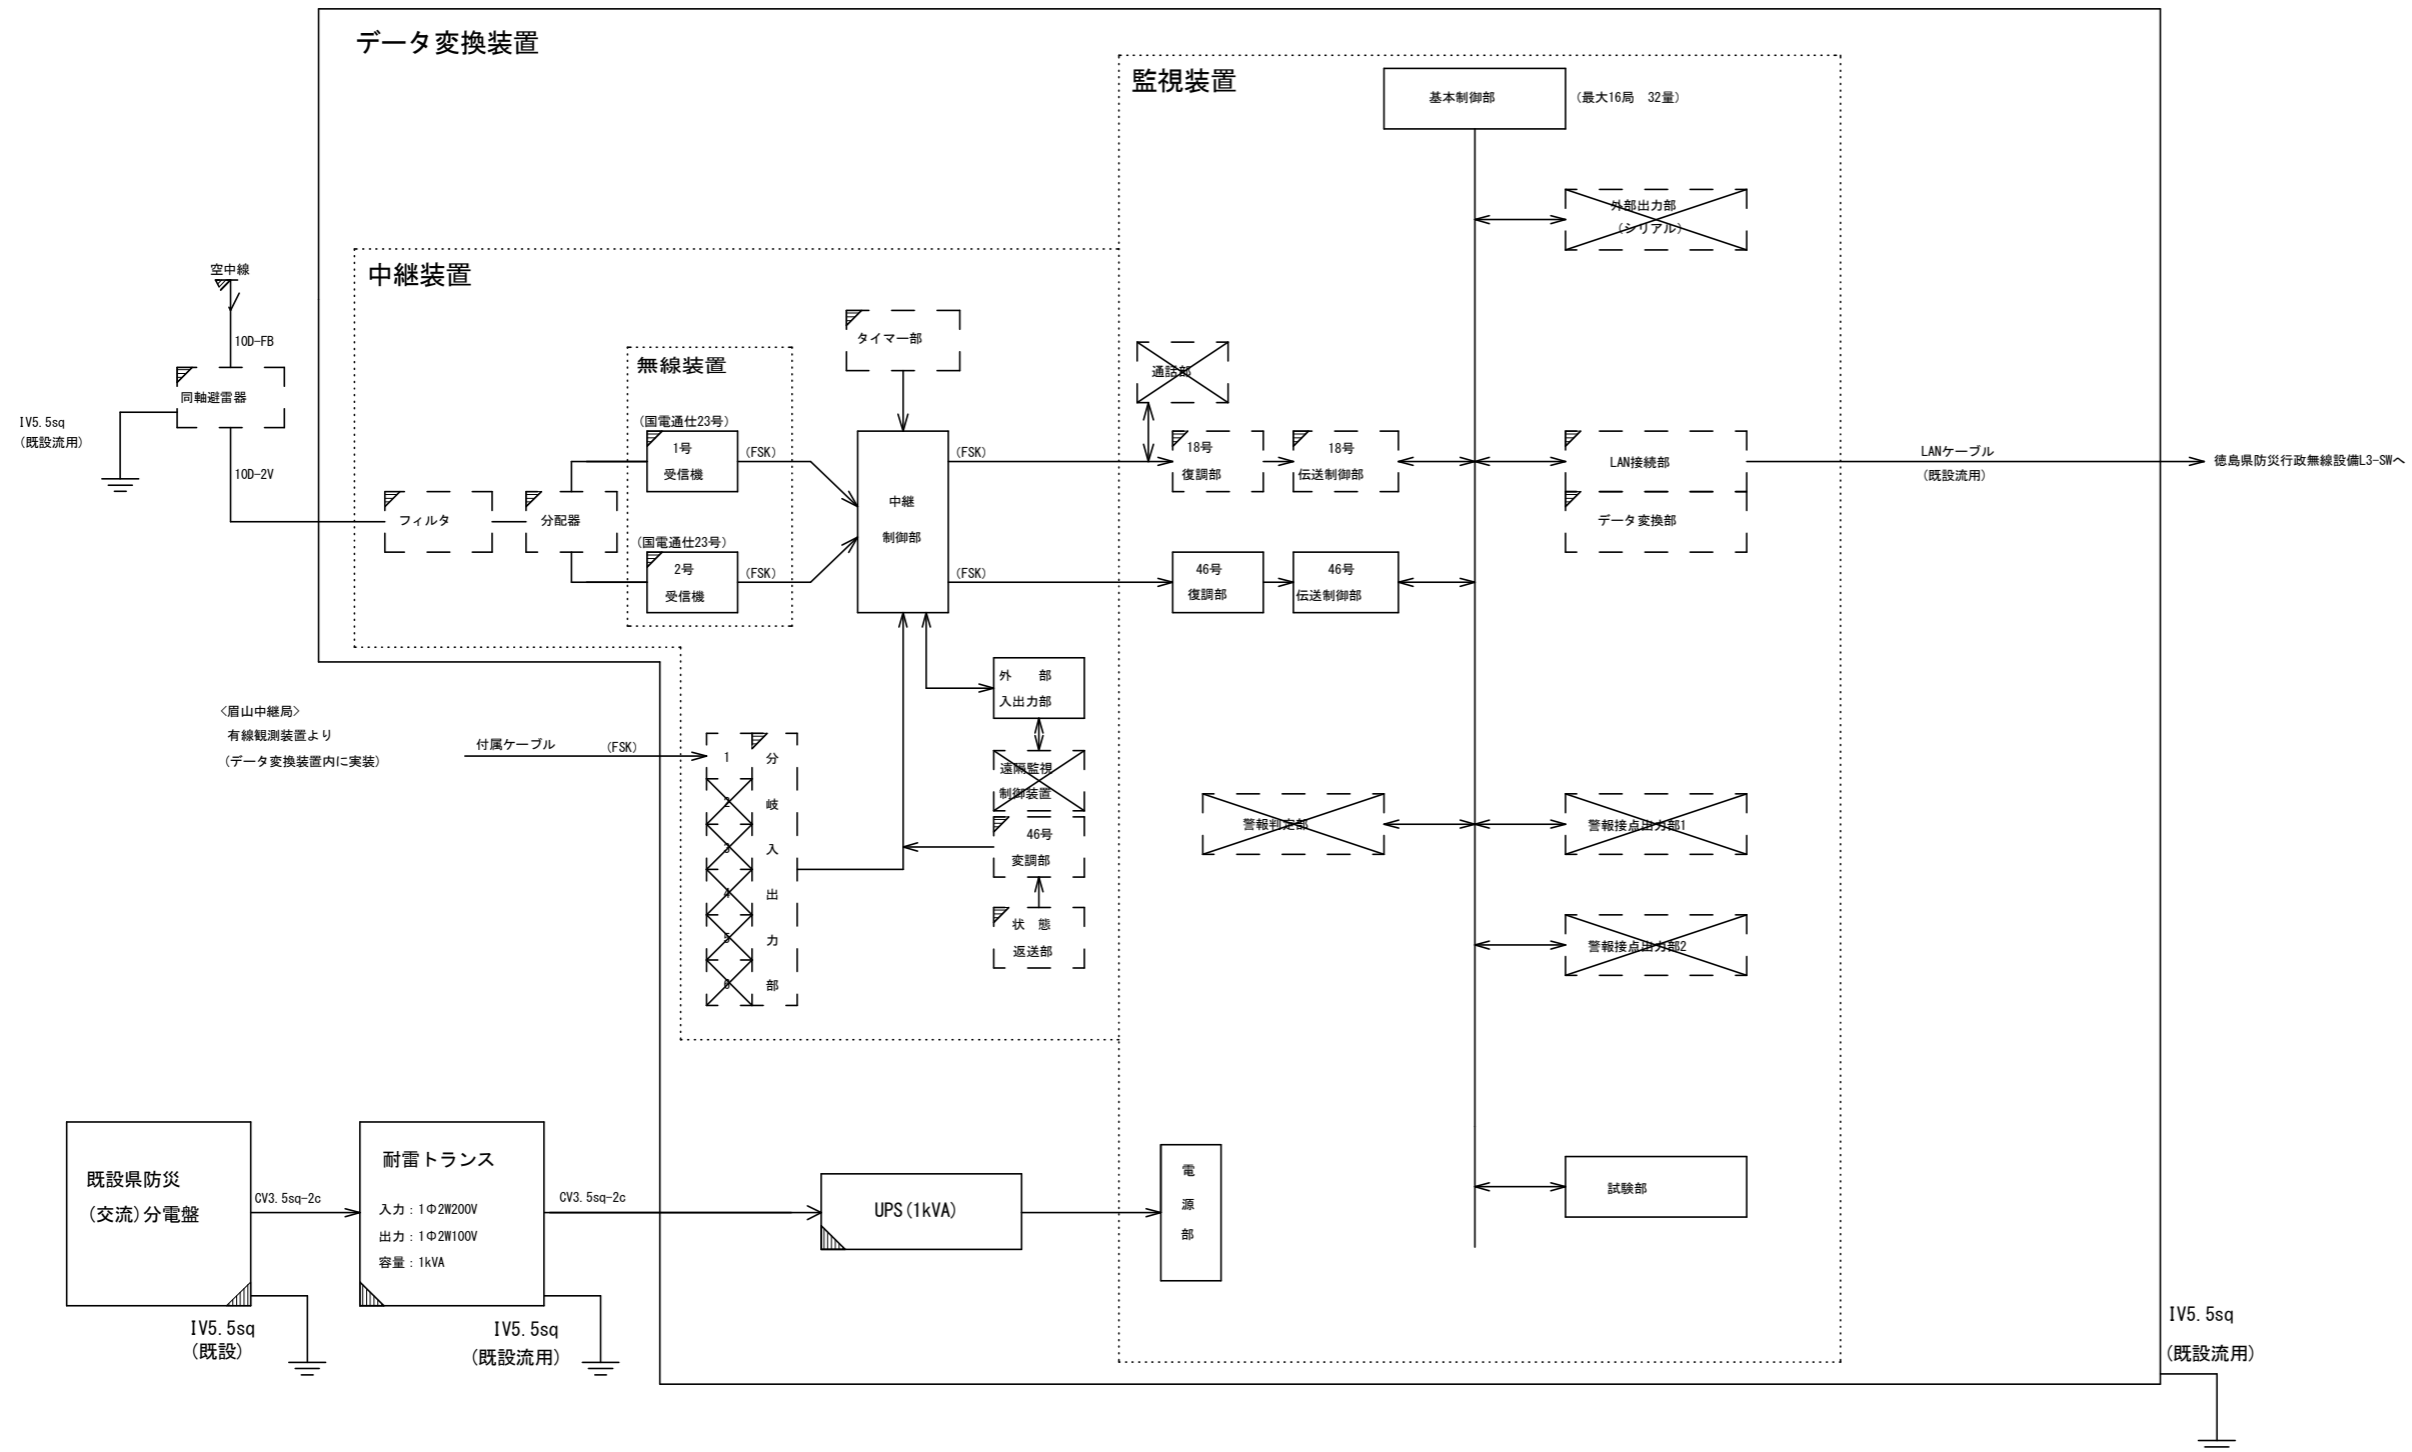 データ変換装置
監視装置
基本制御部
(最大16局　32量)
外部出力部
(シリアル)
中継装置
空中線
10D-FB
同軸避雷器
IV5.5sq
(既設流用)
10D-2V
フィルタ
分配器
無線装置
(国電通仕23号)
1号
受信機
(FSK)
(国電通仕23号)
2号
受信機
(FSK)
タイマー部
中継
制御部
(FSK)
(FSK)
通話部
18号
復調部
18号
伝送制御部
46号
復調部
46号
伝送制御部
LAN接続部
データ変換部
LANケーブル
(既設流用)
徳島県防災行政無線設備L3-SWへ
外　部
入出力部
遠隔監視
制御装置
46号
変調部
状　態
返送部
<眉山中継局>
有線観測装置より
(データ変換装置内に実装)
付属ケーブル
(FSK)
1
2
3
4
5
6
分
岐
入
出
力
部
警報判定部
警報接点出力部1
警報接点出力部2
試験部
既設県防災
(交流)分電盤
CV3.5sq-2c
IV5.5sq
(既設)
耐雷トランス
入力：1Φ2W200V
出力：1Φ2W100V
容量：1kVA
CV3.5sq-2c
IV5.5sq
(既設流用)
UPS(1kVA)
電
源
部
IV5.5sq
(既設流用)